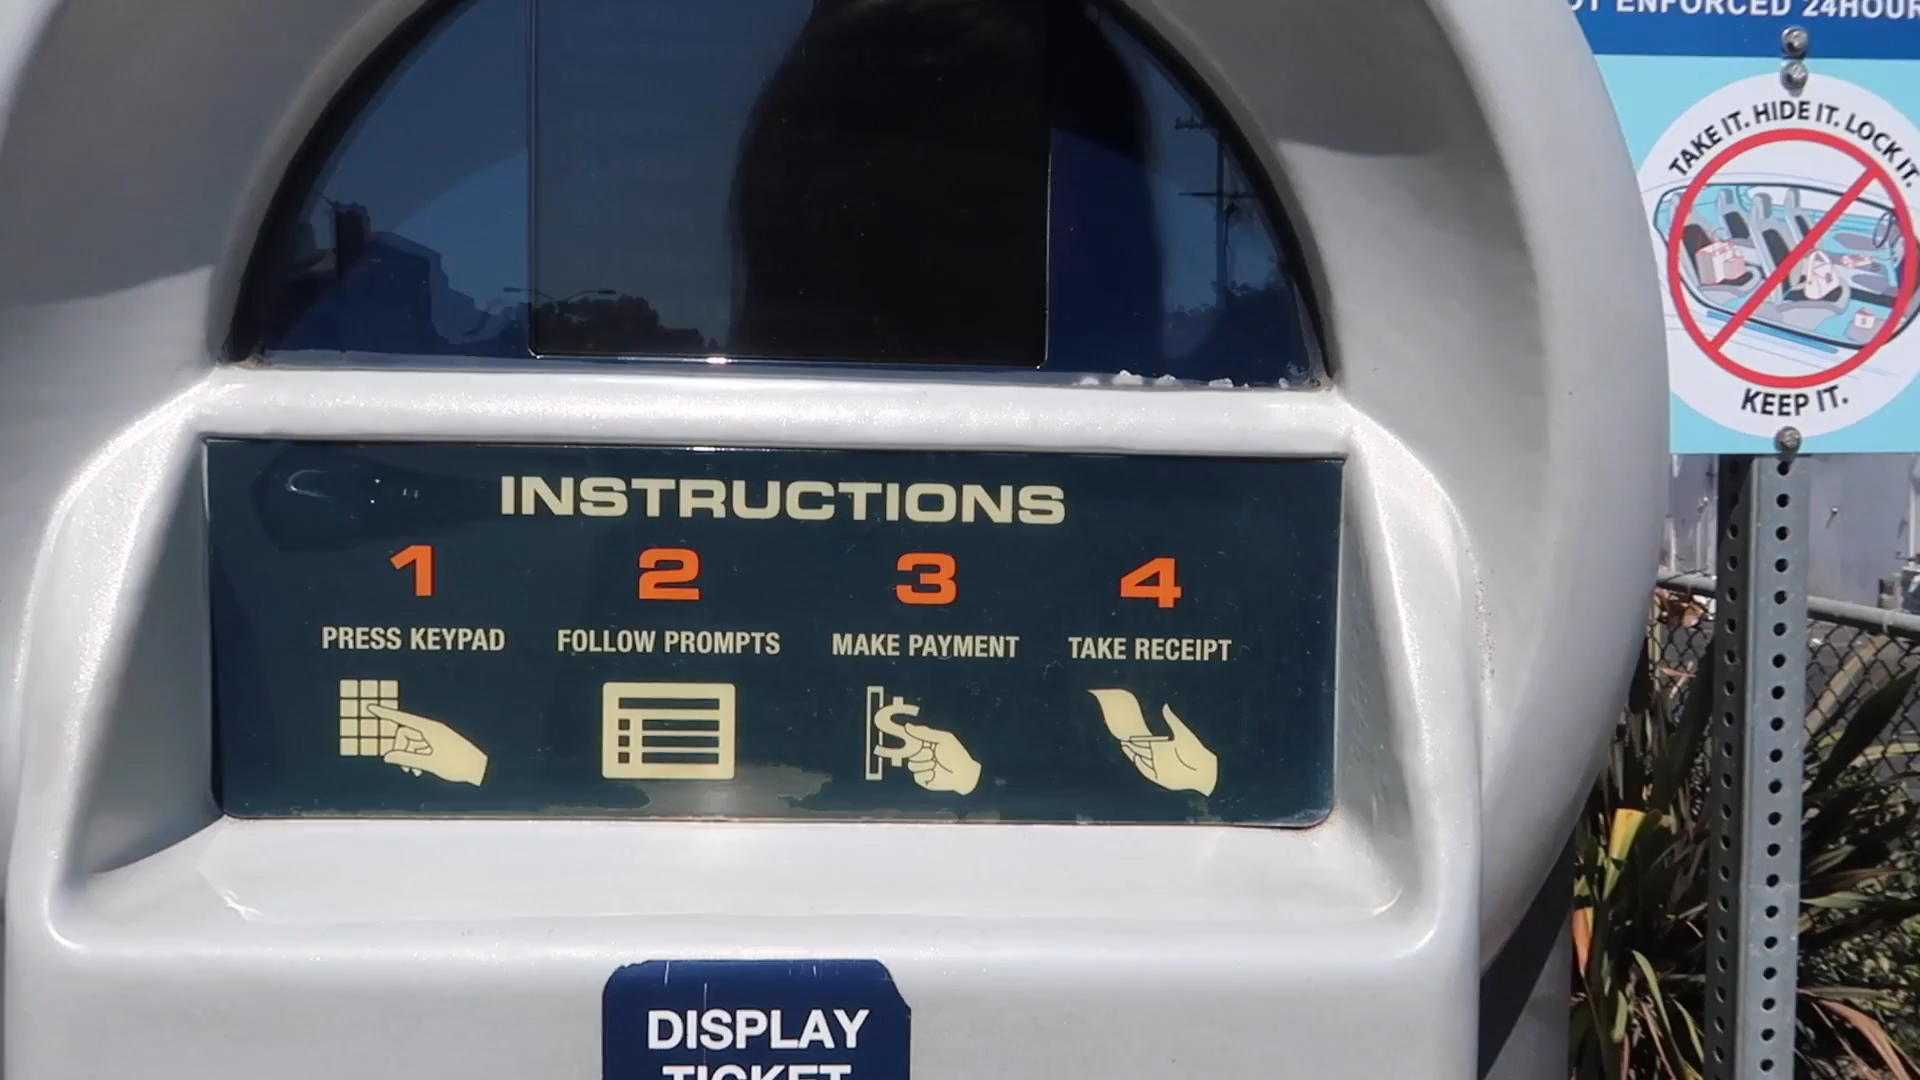 ENFORCED 24HOUR
TAKE IT. HIDE IT. LOCK IT.
KEEP IT.
INSTRUCTIONS
1 2 3 4
PRESS KEYPAD FOLLOW PROMPTS MAKE PAYMENT TAKE RECEIPT
$
DISPLAY
TICKET